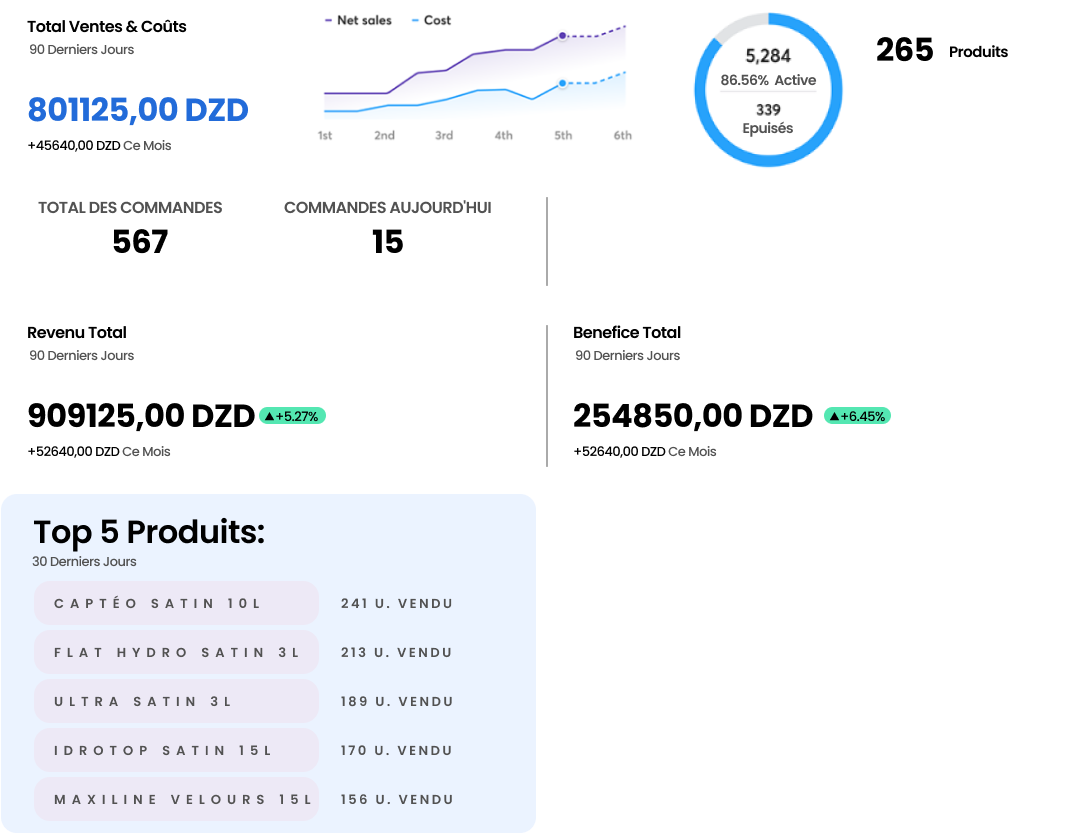 Total Ventes & Coûts
90 Derniers Jours
801125,00 DZD
+45640,00 DZD Ce Mois
Net sales
Cost
1st 2nd 3rd 4th 5th 6th
5,284
86.56% Active
339
Epuisés
265 Produits
TOTAL DES COMMANDES
567
COMMANDES AUJOURD'HUI
15
Revenu Total
90 Derniers Jours
909125,00 DZD ▲+5.27%
+52640,00 DZD Ce Mois
Benefice Total
90 Derniers Jours
254850,00 DZD ▲+6.45%
+52640,00 DZD Ce Mois
Top 5 Produits:
30 Derniers Jours
CAPTÉO SATIN 10L 241 U. VENDU
FLAT HYDRO SATIN 3L 213 U. VENDU
ULTRA SATIN 3L 189 U. VENDU
IDROTOP SATIN 15L 170 U. VENDU
MAXILINE VELOURS 15L 156 U. VENDU